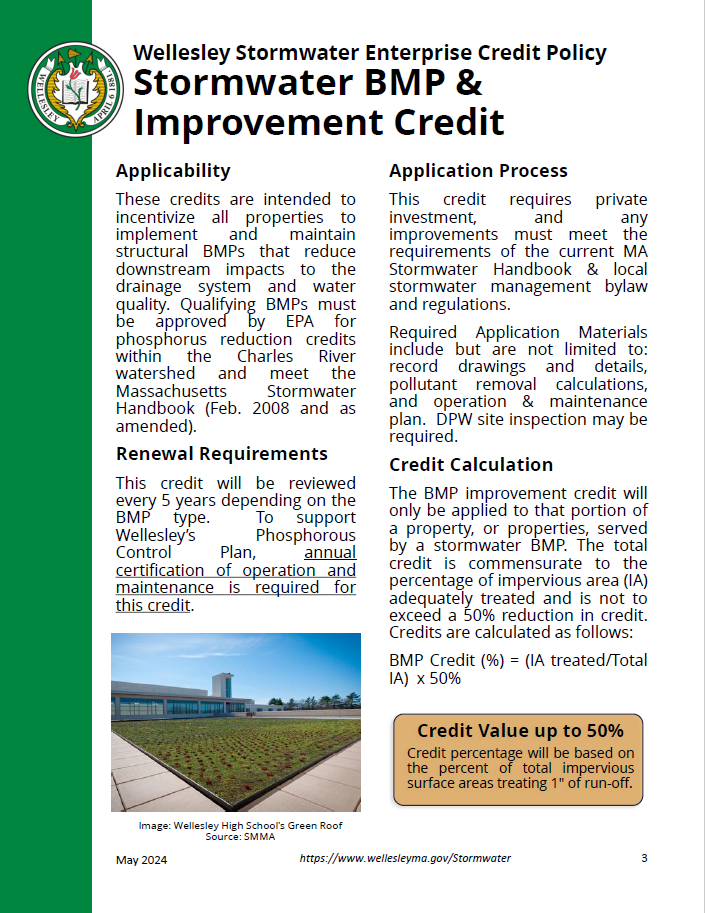 Wellesley Stormwater Enterprise Credit Policy
Stormwater BMP &
Improvement Credit
WELLESLEY
APRIL 6 1881
Applicability
These credits are intended to
incentivize all properties to
implement and maintain
structural BMPs that reduce
downstream impacts to the
drainage system and water
quality. Qualifying BMPs must
be approved by EPA for
phosphorus reduction credits
within the Charles River
watershed and meet the
Massachusetts Stormwater
Handbook (Feb. 2008 and as
amended).
Renewal Requirements
This credit will be reviewed
every 5 years depending on the
BMP type. To support
Wellesley’s Phosphorous
Control Plan, annual
certification of operation and
maintenance is required for
this credit.
Image: Wellesley High School’s Green Roof
Source: SMMA
Application Process
This credit requires private
investment, and any
improvements must meet the
requirements of the current MA
Stormwater Handbook & local
stormwater management bylaw
and regulations.
Required Application Materials
include but are not limited to:
record drawings and details,
pollutant removal calculations,
and operation & maintenance
plan. DPW site inspection may be
required.
Credit Calculation
The BMP improvement credit will
only be applied to that portion of
a property, or properties, served
by a stormwater BMP. The total
credit is commensurate to the
percentage of impervious area (IA)
adequately treated and is not to
exceed a 50% reduction in credit.
Credits are calculated as follows:
BMP Credit (%) = (IA treated/Total
IA) x 50%
Credit Value up to 50%
Credit percentage will be based on
the percent of total impervious
surface areas treating 1" of run-off.
May 2024
https://www.wellesleyma.gov/Stormwater
3